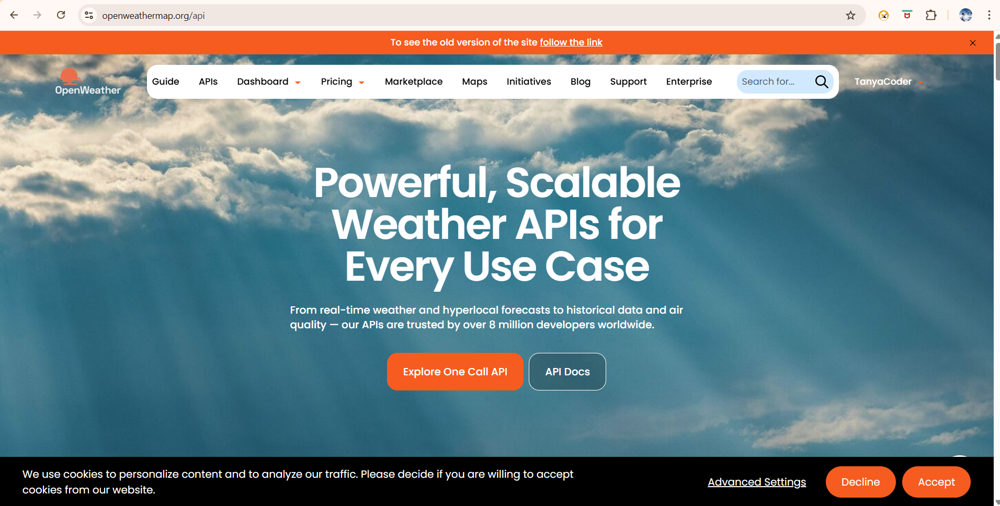 openweathermap.org/api
To see the old version of the site follow the link
OpenWeather
Guide APIs Dashboard Pricing Marketplace Maps Initiatives Blog Support Enterprise Search for... TanyaCoder
Powerful, Scalable
Weather APIs for
Every Use Case
From real-time weather and hyperlocal forecasts to historical data and air
quality — our APIs are trusted by over 8 million developers worldwide.
Explore One Call API API Docs
We use cookies to personalize content and to analyze our traffic. Please decide if you are willing to accept
cookies from our website.
Advanced Settings Decline Accept